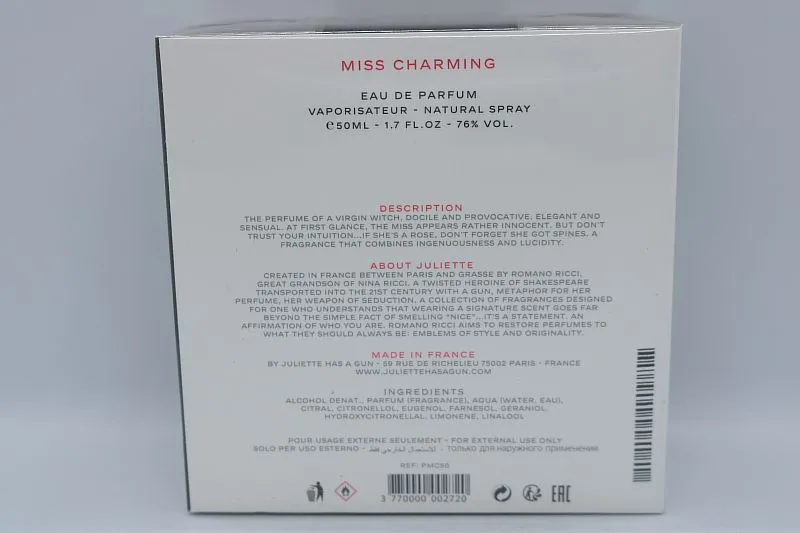 MISS CHARMING
EAU DE PARFUM
VAPORISATEUR - NATURAL SPRAY
℮50ML - 1.7 FL.OZ - 76% VOL.
DESCRIPTION
THE PERFUME OF A VIRGIN WITCH, DOCILE AND PROVOCATIVE, ELEGANT AND
SENSUAL. AT FIRST GLANCE, THE MISS APPEARS RATHER INNOCENT, BUT DON'T
TRUST YOUR INTUITION...IF SHE'S A ROSE, DON'T FORGET SHE GOT SPINES. A
FRAGRANCE THAT COMBINES INGENUOUSNESS AND LUCIDITY.
ABOUT JULIETTE
CREATED IN FRANCE BETWEEN PARIS AND GRASSE BY ROMANO RICCI,
GREAT GRANDSON OF NINA RICCI. A TWISTED HEROINE OF SHAKESPEARE
TRANSPORTED INTO THE 21ST CENTURY WITH A GUN, METAPHOR FOR HER
PERFUME, HER WEAPON OF SEDUCTION. A COLLECTION OF FRAGRANCES DESIGNED
FOR ONE WHO UNDERSTANDS THAT WEARING A SIGNATURE SCENT GOES FAR
BEYOND THE SIMPLE FACT OF SMELLING "NICE"...IT'S A STATEMENT. AN
AFFIRMATION OF WHO YOU ARE. ROMANO RICCI AIMS TO RESTORE PERFUMES TO
WHAT THEY SHOULD ALWAYS BE: EMBLEMS OF STYLE AND ORIGINALITY.
MADE IN FRANCE
BY JULIETTE HAS A GUN - 59 RUE DE RICHELIEU 75002 PARIS - FRANCE
WWW.JULIETTEHASAGUN.COM
INGREDIENTS
ALCOHOL DENAT., PARFUM (FRAGRANCE), AQUA (WATER, EAU),
CITRAL, CITRONELLOL, EUGENOL, FARNESOL, GERANIOL,
HYDROXYCITRONELLAL, LIMONENE, LINALOOL
POUR USAGE EXTERNE SEULEMENT - FOR EXTERNAL USE ONLY
SOLO PER USO ESTERNO - للاستعمال الخارجي فقط - только для наружного применение
REF: PMC50
3 770000 002720
EAC